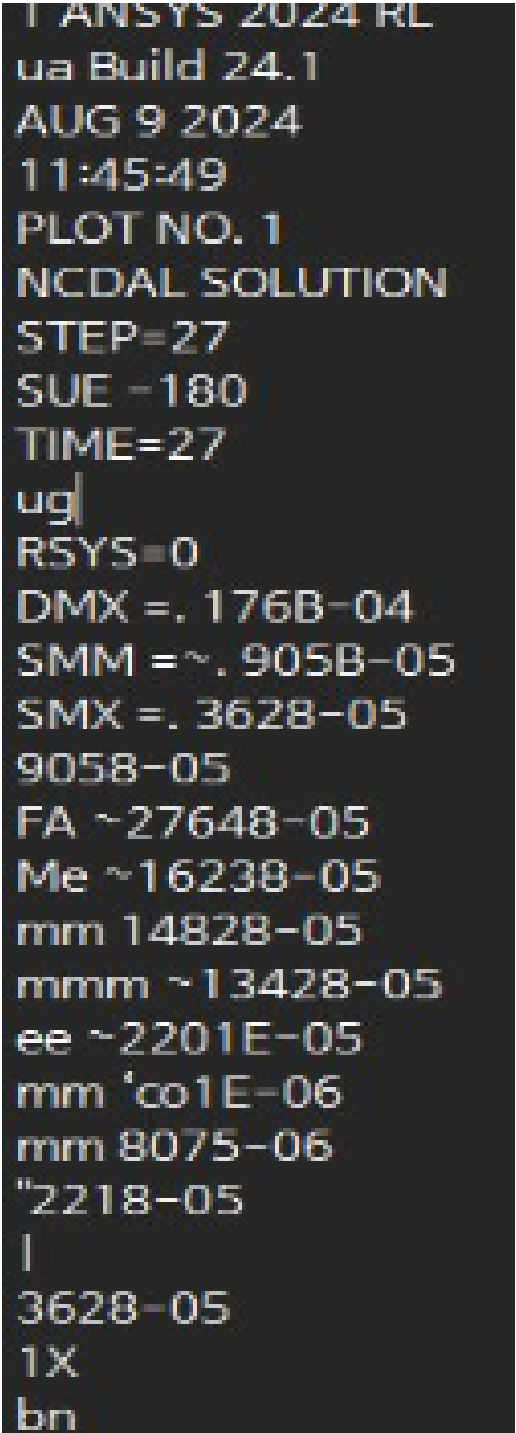 1 ANSYS 2024 RL
ua Build 24.1
AUG 9 2024
11:45:49
PLOT NO. 1
NCDAL SOLUTION
STEP=27
SUE -180
TIME=27
ug
RSYS=0
DMX =. 176B-04
SMM =~. 905B-05
SMX =. 3628-05
9058-05
FA ~27648-05
Me ~16238-05
mm 14828-05
mmm ~13428-05
ee ~2201E-05
mm ‘co1E-06
mm 8075-06
"2218-05
|
3628-05
1X
bn